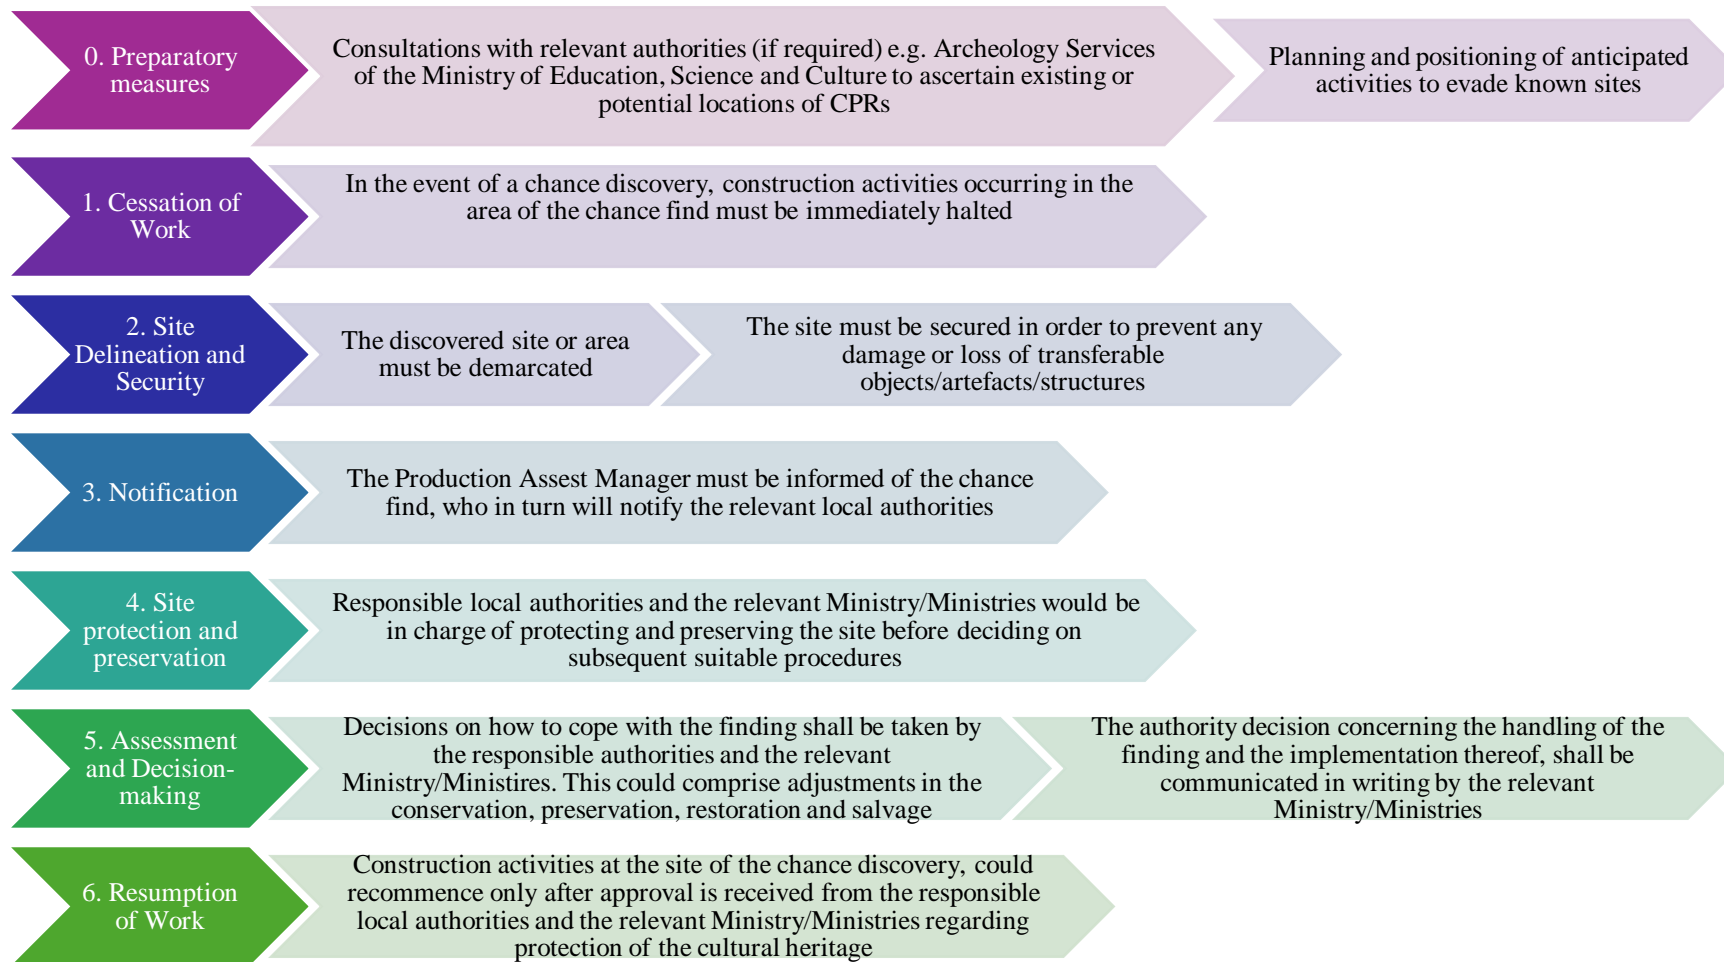 0. Preparatory
measures
Consultations with relevant authorities (if required) e.g. Archeology Services
of the Ministry of Education, Science and Culture to ascertain existing or
potential locations of CPRs
Planning and positioning of anticipated
activities to evade known sites
1. Cessation of
Work
In the event of a chance discovery, construction activities occurring in the
area of the chance find must be immediately halted
2. Site
Delineation and
Security
The discovered site or area
must be demarcated
The site must be secured in order to prevent any
damage or loss of transferable
objects/artefacts/structures
3. Notification
The Production Assest Manager must be informed of the chance
find, who in turn will notify the relevant local authorities
4. Site
protection and
preservation
Responsible local authorities and the relevant Ministry/Ministries would be
in charge of protecting and preserving the site before deciding on
subsequent suitable procedures
5. Assessment
and Decision-
making
Decisions on how to cope with the finding shall be taken by
the responsible authorities and the relevant
Ministry/Ministires. This could comprise adjustments in the
conservation, preservation, restoration and salvage
The authority decision concerning the handling of the
finding and the implementation thereof, shall be
communicated in writing by the relevant
Ministry/Ministries
6. Resumption
of Work
Construction activities at the site of the chance discovery, could
recommence only after approval is received from the responsible
local authorities and the relevant Ministry/Ministries regarding
protection of the cultural heritage